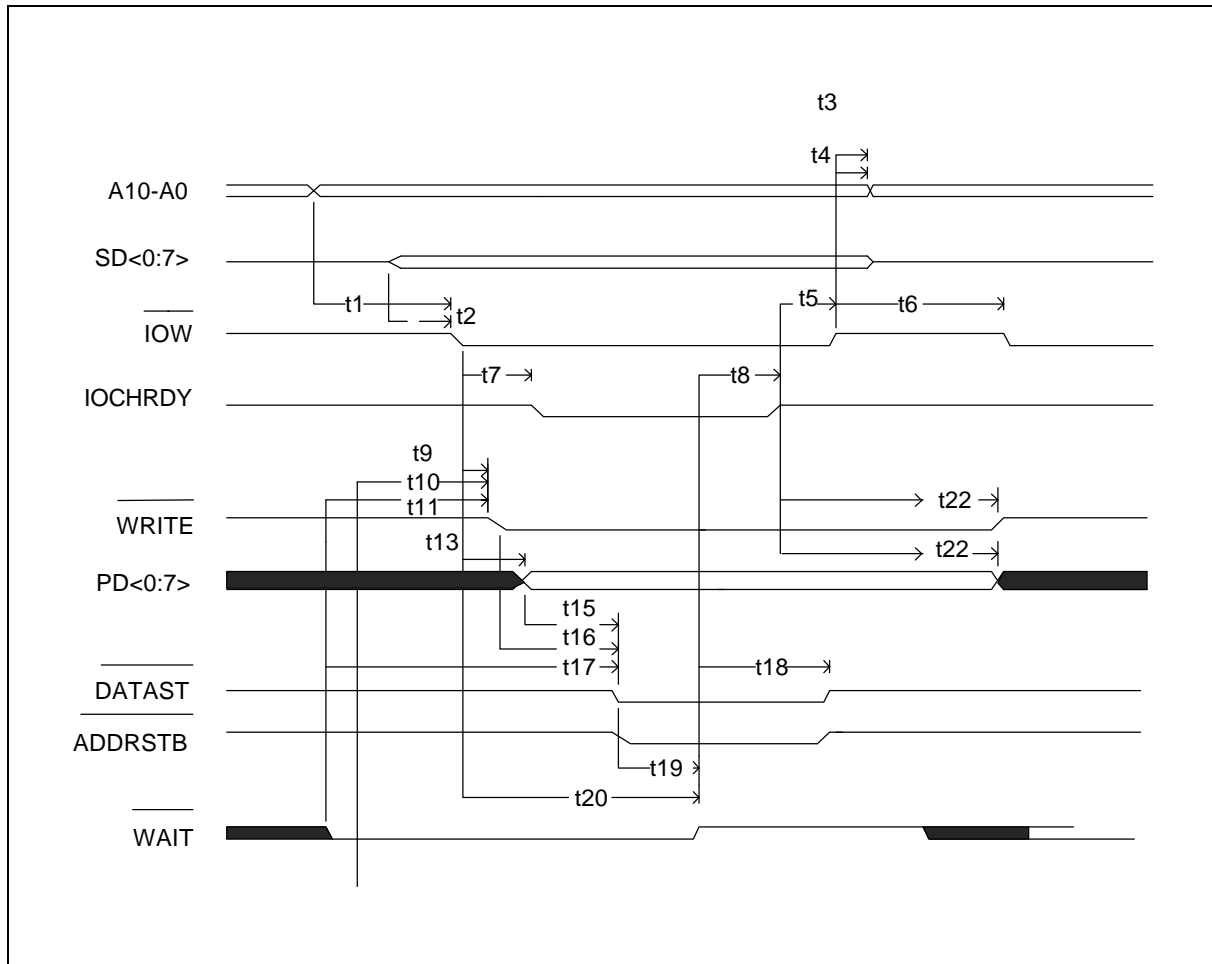 t3
t4
A10-A0
SD<0:7>
t5
t1
t6
t2
IOW
t7
t8
IOCHRDY
t9
t10
t11
t22
WRITE
t13
t22
PD<0:7>
t15
t16
t17
t18
DATAST
ADDRSTB
t19
t20
WAIT